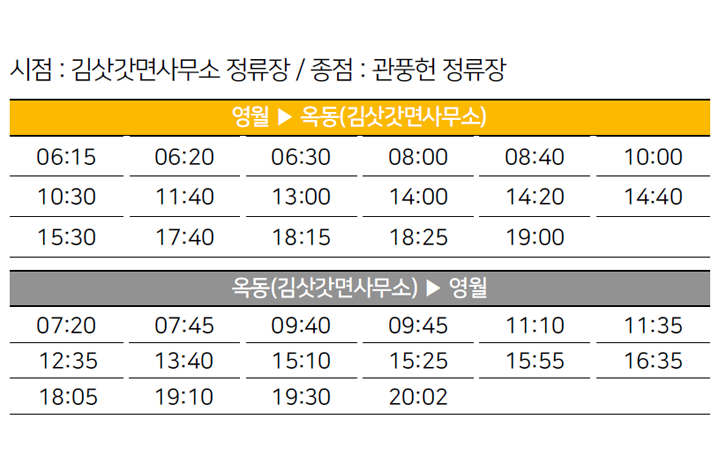 시점 : 김삿갓면사무소 정류장 / 종점 : 관풍헌 정류장
영월 ▶ 옥동(김삿갓면사무소)
06:15 06:20 06:30 08:00 08:40 10:00
10:30 11:40 13:00 14:00 14:20 14:40
15:30 17:40 18:15 18:25 19:00
옥동(김삿갓면사무소) ▶ 영월
07:20 07:45 09:40 09:45 11:10 11:35
12:35 13:40 15:10 15:25 15:55 16:35
18:05 19:10 19:30 20:02